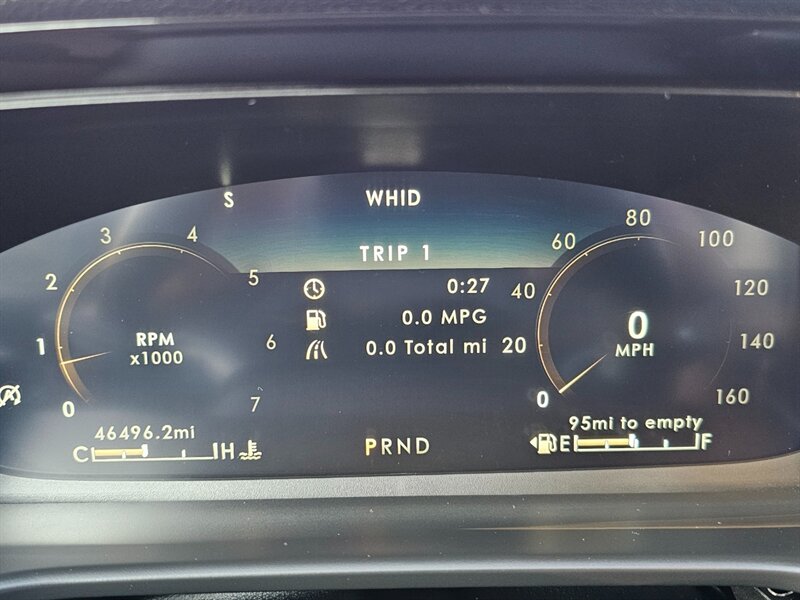 S WHID
TRIP 1
0:27
0.0 MPG
0.0 Total mi
0 1 2 3 4 5 6 7
RPM
x1000
0 20 40 60 80 100 120 140 160
0
MPH
46496.2mi
C H
PRND
95mi to empty
E F